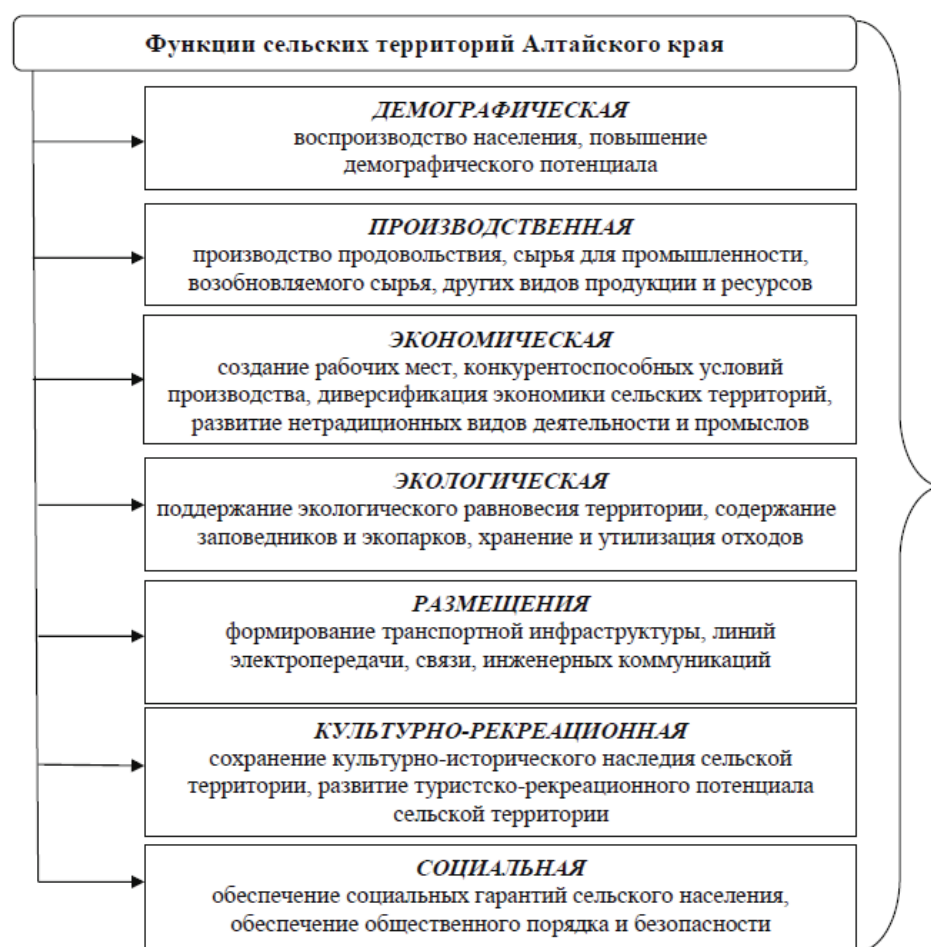 Функции сельских территорий Алтайского края
ДЕМОГРАФИЧЕСКАЯ
воспроизводство населения, повышение
демографического потенциала
ПРОИЗВОДСТВЕННАЯ
производство продовольствия, сырья для промышленности,
возобновляемого сырья, других видов продукции и ресурсов
ЭКОНОМИЧЕСКАЯ
создание рабочих мест, конкурентоспособных условий
производства, диверсификация экономики сельских территорий,
развитие нетрадиционных видов деятельности и промыслов
ЭКОЛОГИЧЕСКАЯ
поддержание экологического равновесия территории, содержание
заповедников и экопарков, хранение и утилизация отходов
РАЗМЕЩЕНИЯ
формирование транспортной инфраструктуры, линий
электропередачи, связи, инженерных коммуникаций
КУЛЬТУРНО-РЕКРЕАЦИОННАЯ
сохранение культурно-исторического наследия сельской
территории, развитие туристско-рекреационного потенциала
сельской территории
СОЦИАЛЬНАЯ
обеспечение социальных гарантий сельского населения,
обеспечение общественного порядка и безопасности